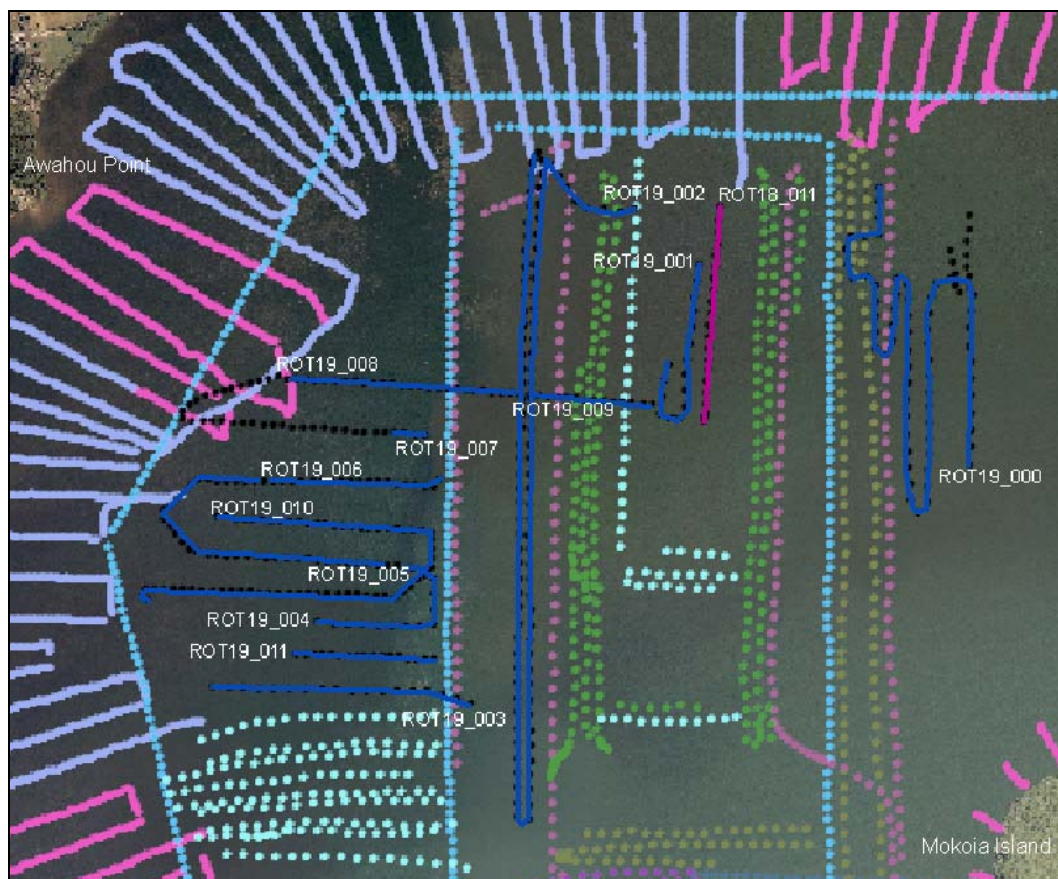 Awahou Point
ROT19_002
ROT18_011
ROT19_001
ROT19_008
ROT19_009
ROT19_007
ROT19_006
ROT19_000
ROT19_010
ROT19_005
ROT19_004
ROT19_011
ROT19_003
Mokoia Island